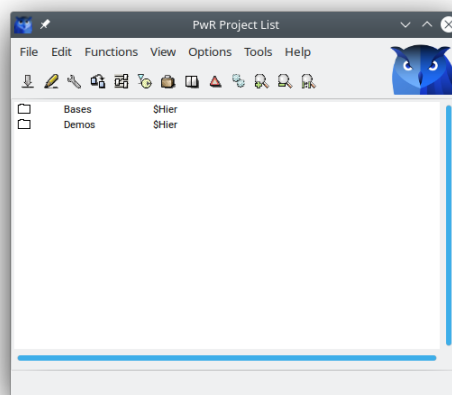 PwR Project List
File Edit Functions View Options Tools Help
Bases $Hier
Demos $Hier